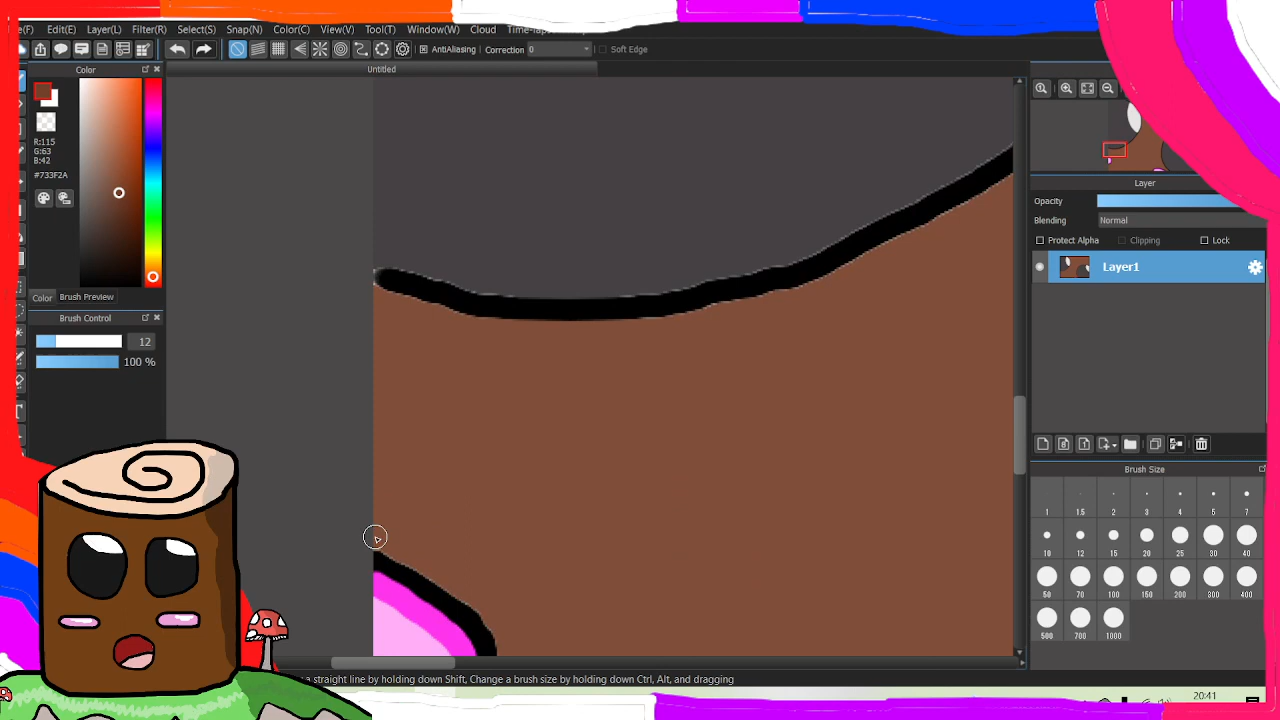 Edit(E) Layer(L) Filter(R) Select(S) Snap(N) Color(C) View(V) Tool(T) Window(W) Cloud
AntiAliasing Correction 0 Soft Edge
Color
Untitled
R:115
G:63
B:42
#733F2A
Color Brush Preview
Brush Control
12
100 %
Layer
Opacity
Blending Normal
Protect Alpha Clipping Lock
Layer1
Brush Size
1 1.5 2 3 4 5 7
10 12 15 20 25 30 40
50 70 100 150 200 300 400
500 700 1000
a straight line by holding down Shift, Change a brush size by holding down Ctrl, Alt, and dragging
20:41